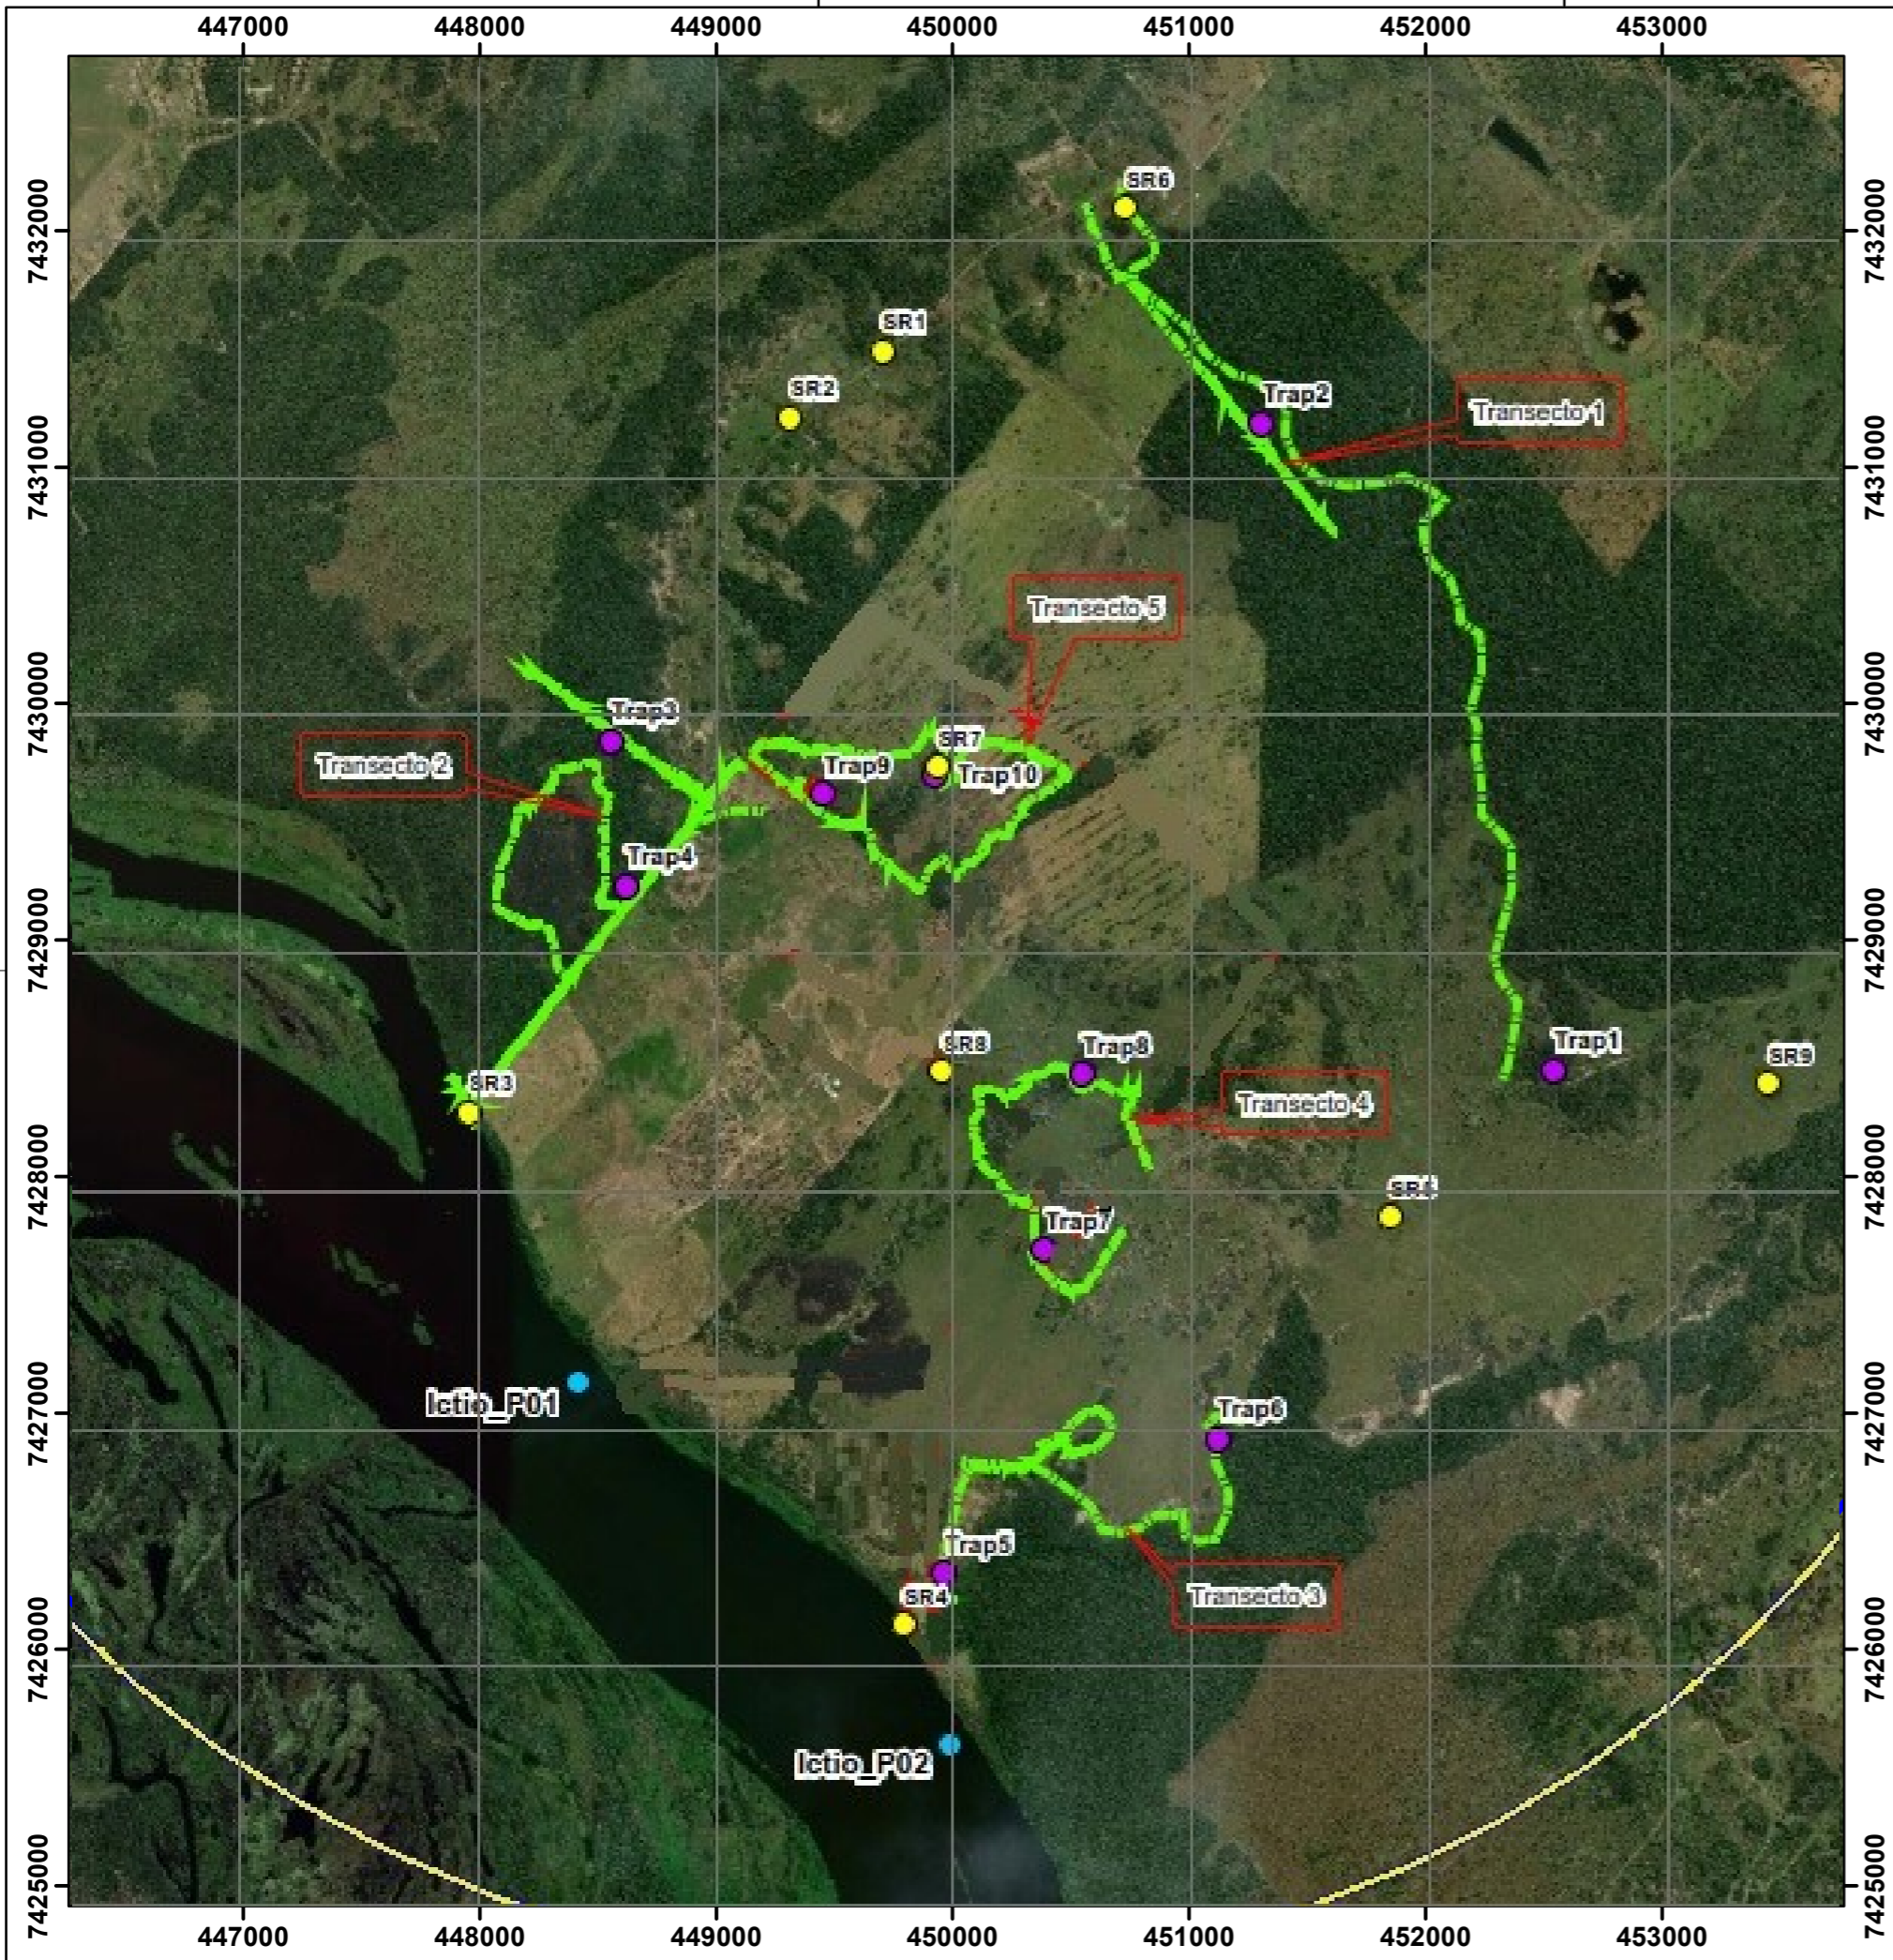 447000 448000 449000 450000 451000 452000 453000
7432000 7432000
SR6
SR1
SR2
Trap2
Transecto 1
7431000 7431000
Transecto 5
7430000 7430000
Trap3
SR7
Transecto 2
Trap9
Trap10
Trap4
7429000 7429000
SR8
Trap8
Trap1
SR9
SR3
Transecto 4
7428000 7428000
Trap7
7427000 7427000
Ictio_P01
Trap6
Trap5
SR4
Transecto 3
7426000 7426000
Ictio_P02
7425000 7425000
447000 448000 449000 450000 451000 452000 453000